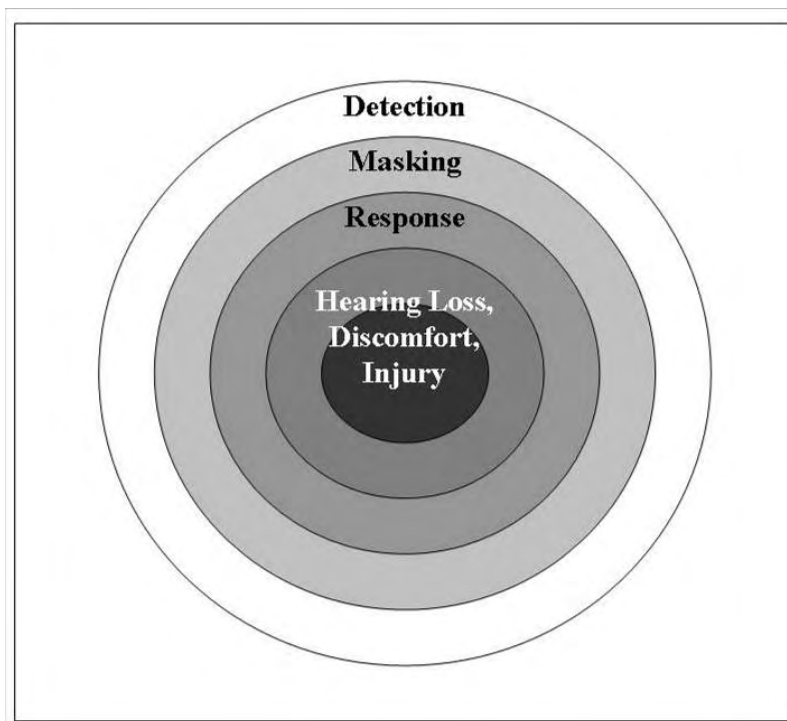 Detection
Masking
Response
Hearing Loss,
Discomfort,
Injury